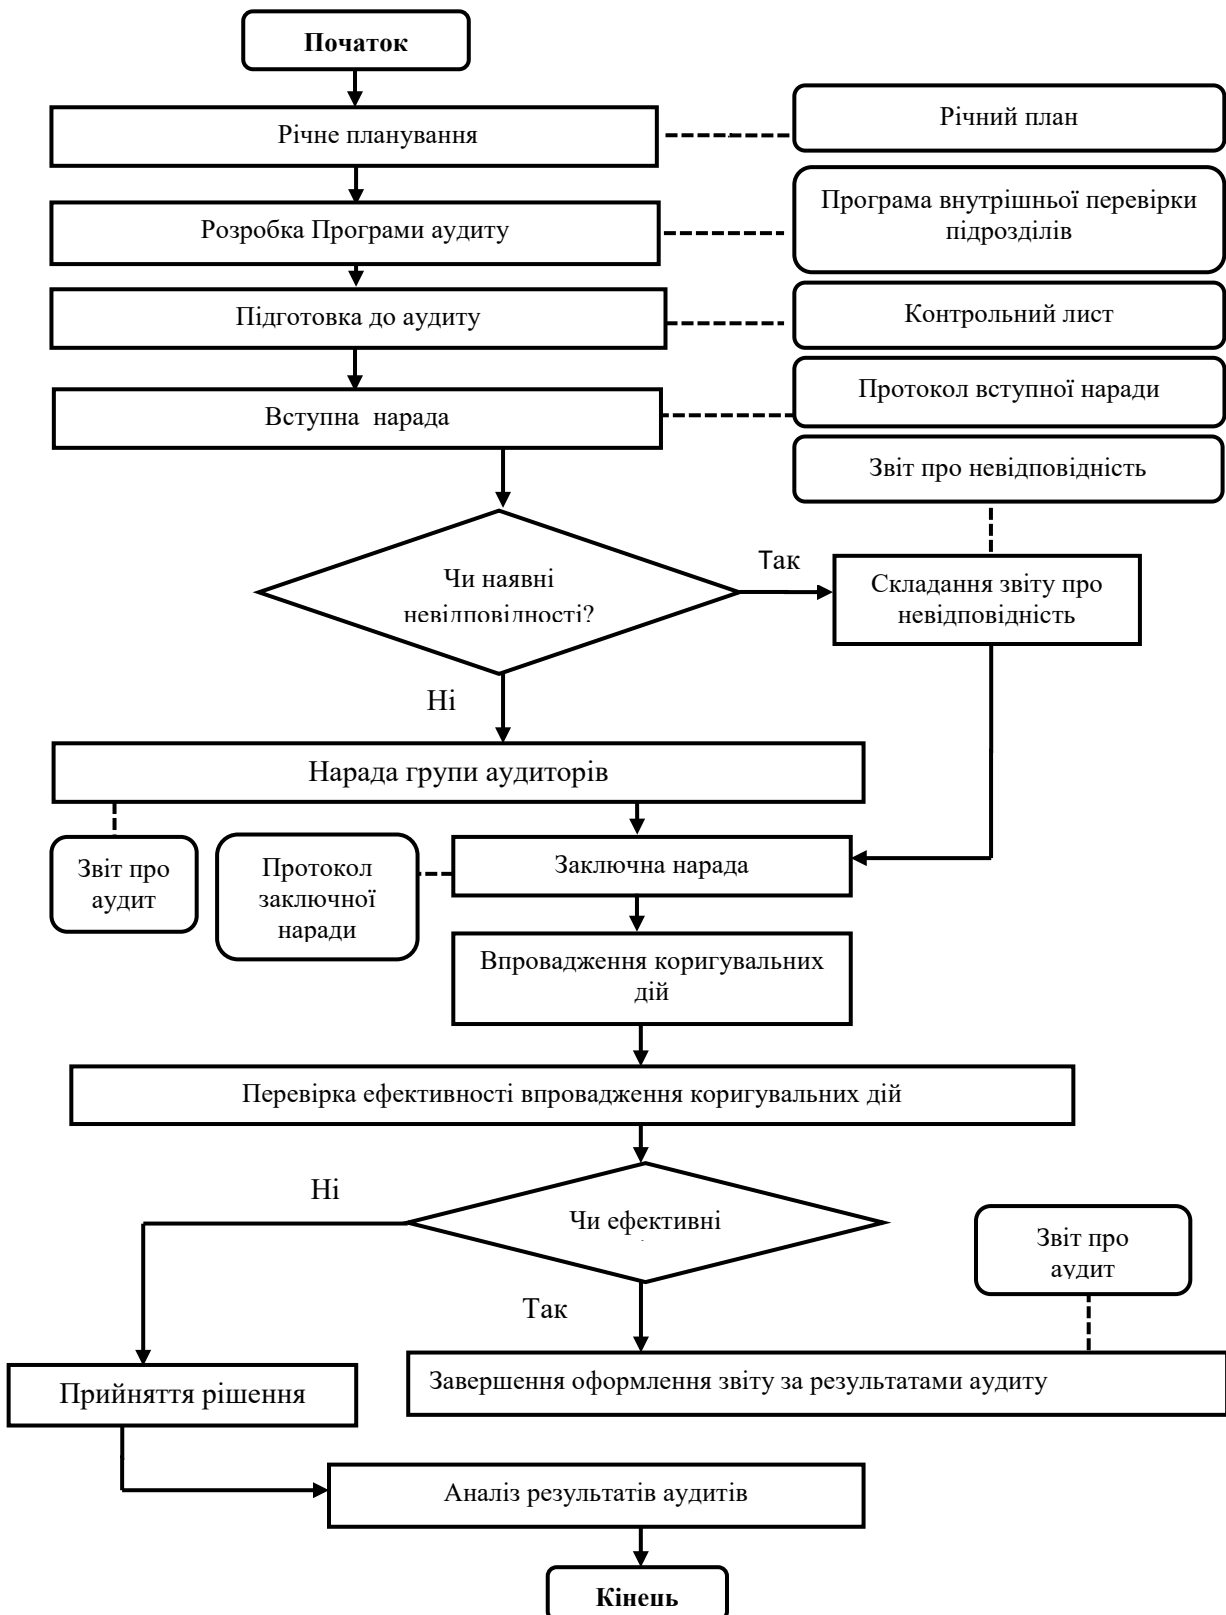 Початок
Річне планування
Річний план
Розробка Програми аудиту
Програма внутрішньої перевірки
підрозділів
Підготовка до аудиту
Контрольний лист
Вступна нарада
Протокол вступної наради
Звіт про невідповідність
Чи наявні
невідповідності?
Так
Складання звіту про
невідповідність
Ні
Нарада групи аудиторів
Звіт про
аудит
Протокол
заключної
наради
Заключна нарада
Впровадження коригувальних
дій
Перевірка ефективності впровадження коригувальних дій
Ні
Чи ефективні
Так
Звіт про
аудит
Прийняття рішення
Завершення оформлення звіту за результатами аудиту
Аналіз результатів аудитів
Кінець